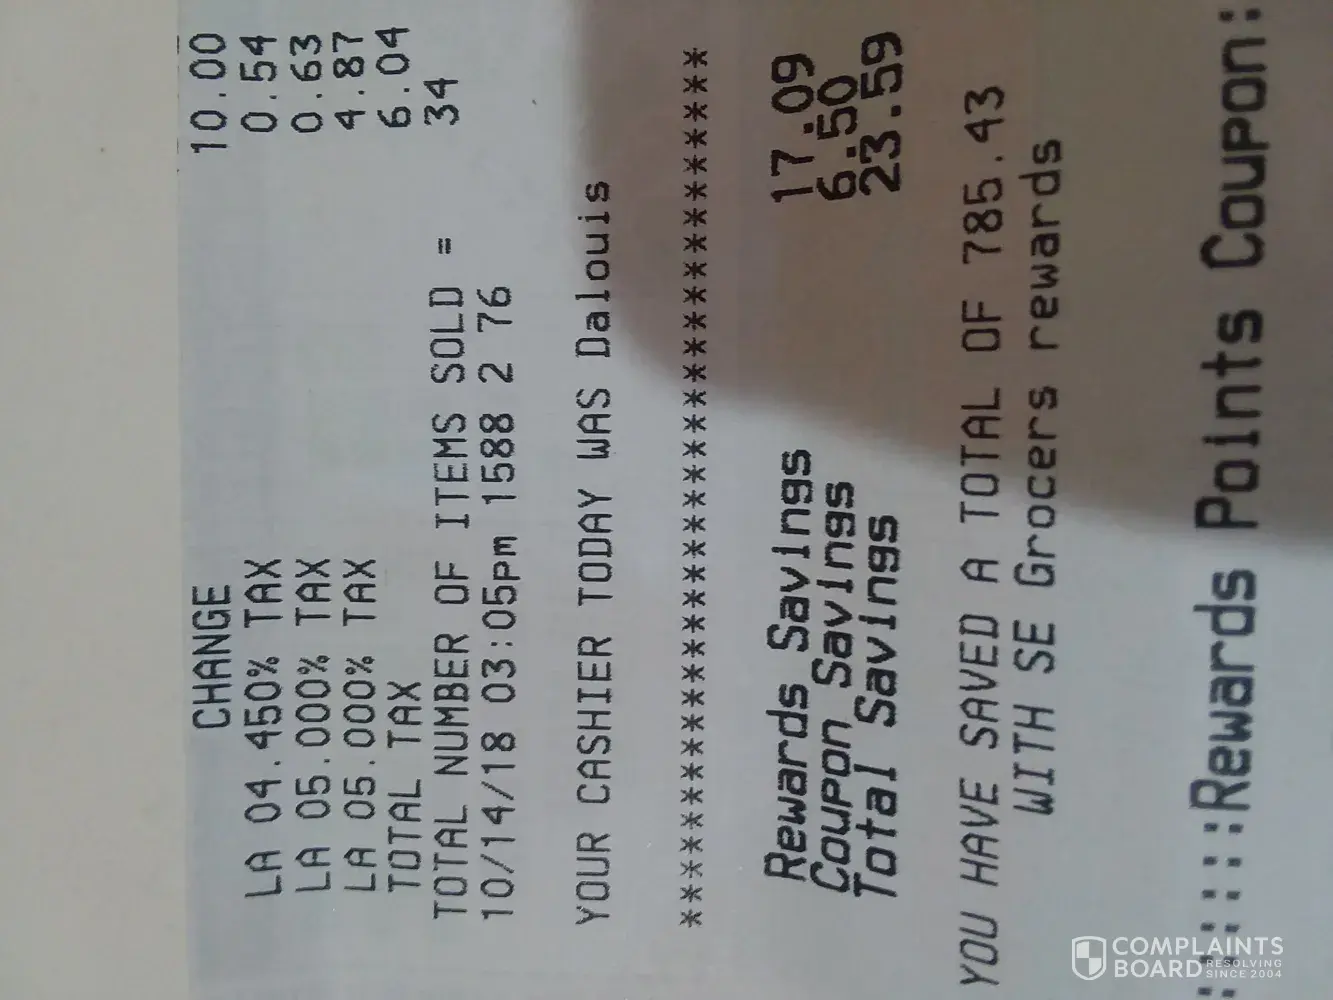 CHANGE 10.00
LA 04.450% TAX 0.54
LA 05.000% TAX 0.63
LA 05.000% TAX 4.87
TOTAL TAX 6.04
TOTAL NUMBER OF ITEMS SOLD = 34
10/14/18 03:05pm 1588 2 76
YOUR CASHIER TODAY WAS Dalouis
****************************************
Rewards Savings 17.09
Coupon Savings 6.50
Total Savings 23.59
YOU HAVE SAVED A TOTAL OF 785.43
WITH SE Grocers rewards
:::::Rewards Points Coupon:
COMPLAINTS
BOARD RESOLVING
SINCE 2004